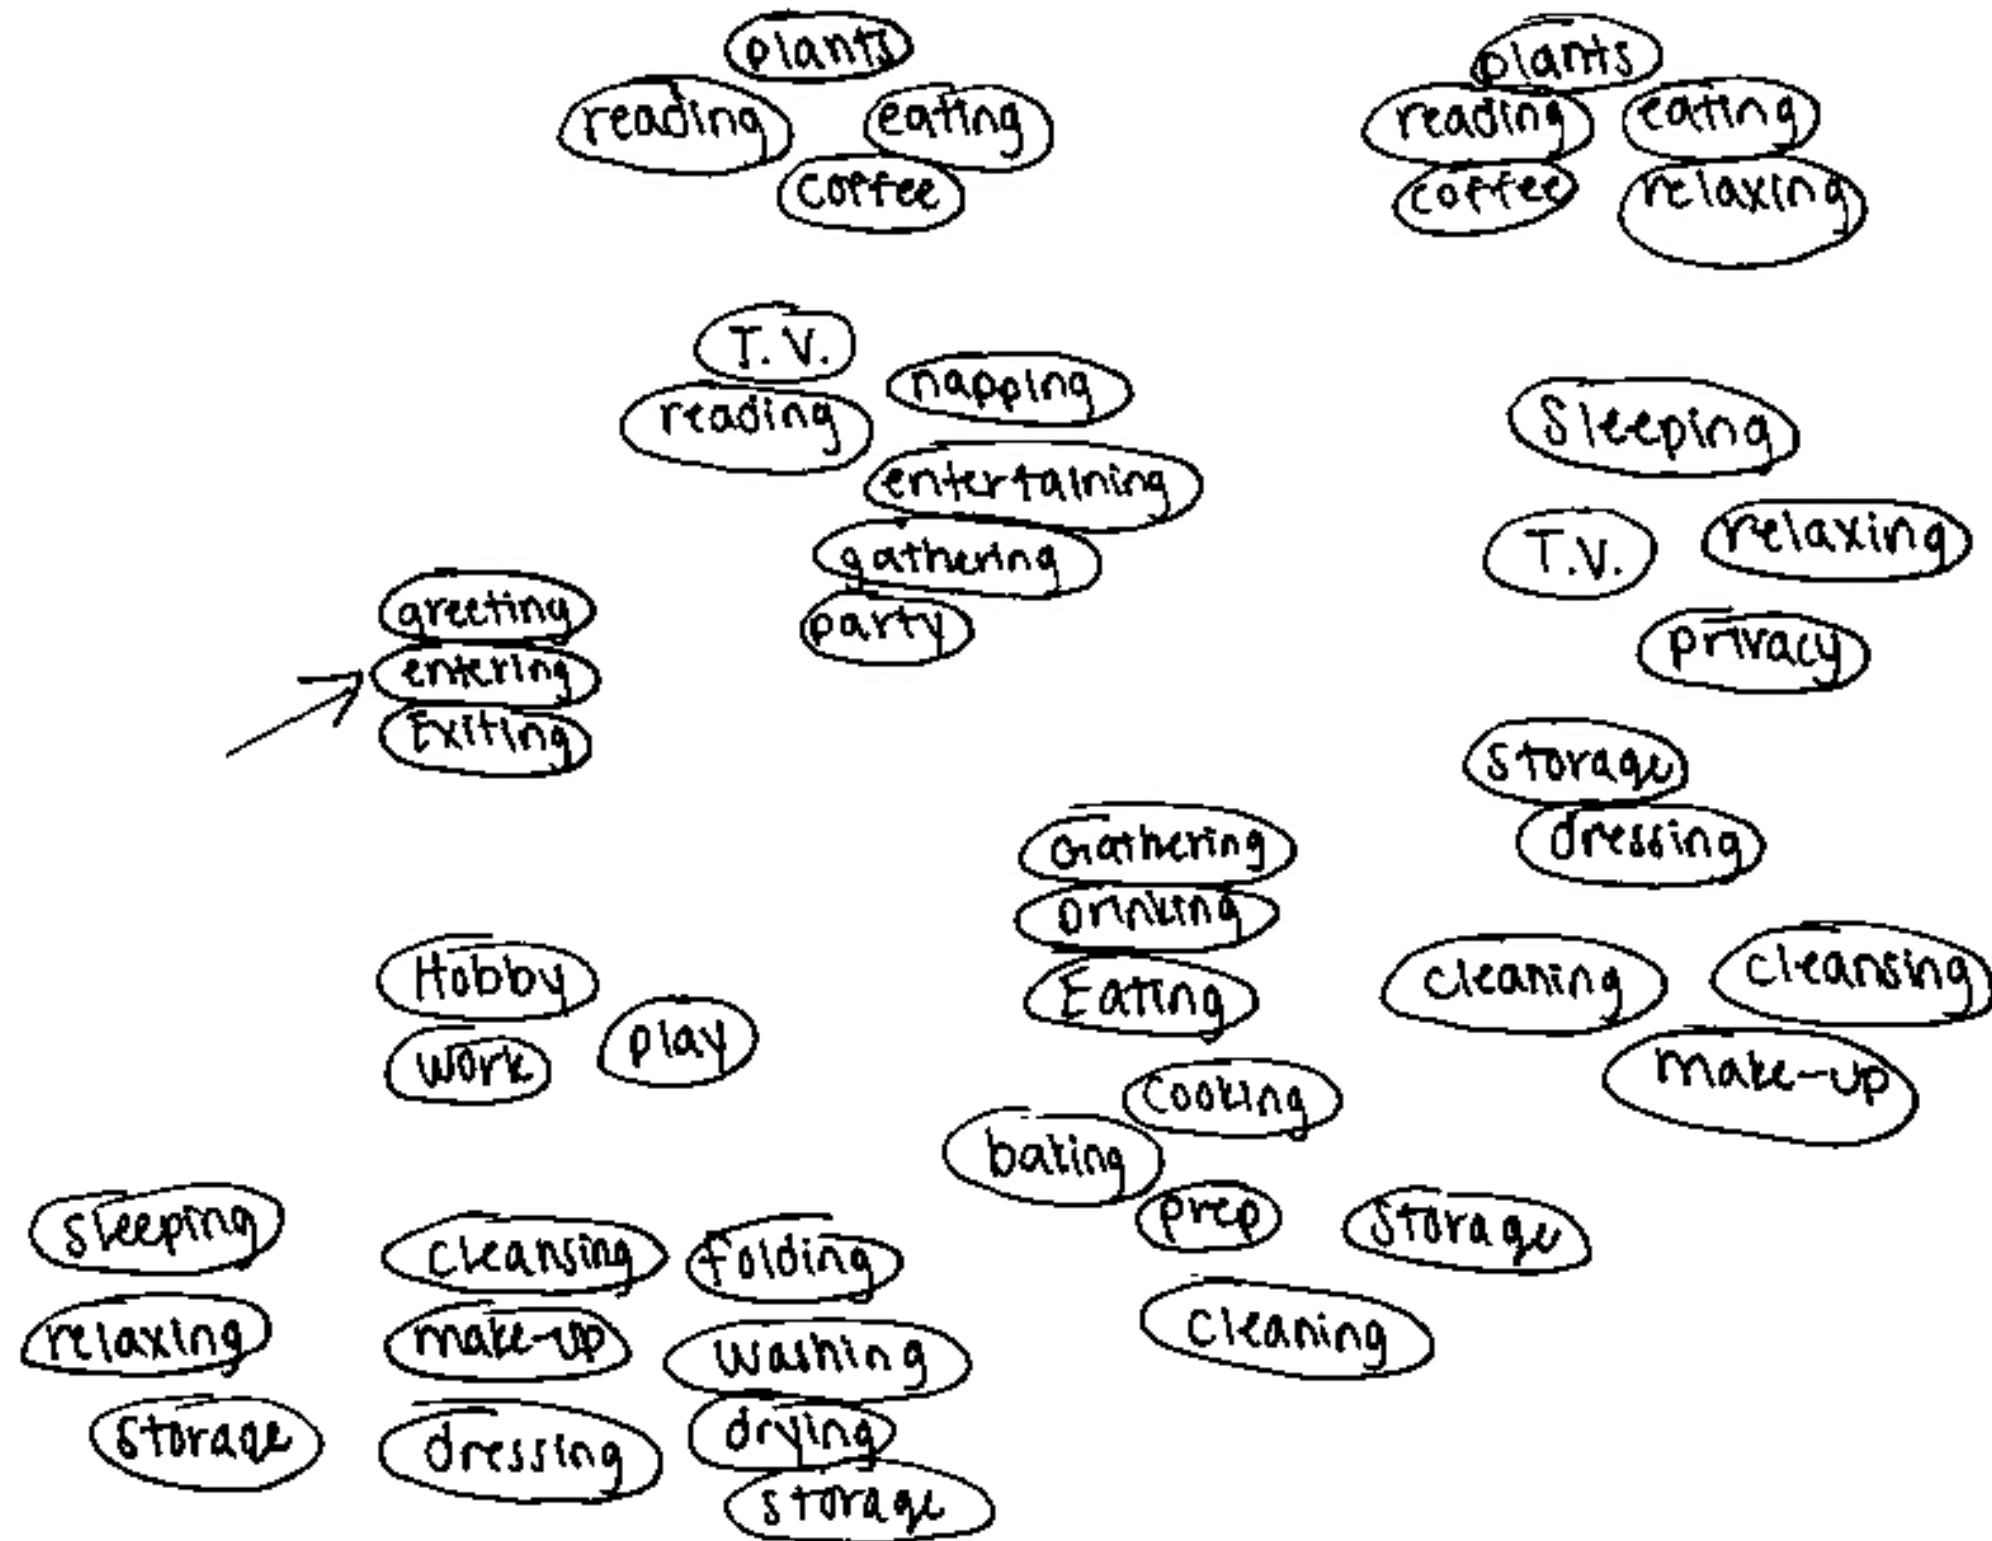 plants
reading
eating
coffee
plants
reading
eating
coffee
relaxing
T.V.
reading
napping
entertaining
gathering
party
Sleeping
T.V.
relaxing
privacy
greeting
entering
Exiting
storage
dressing
Gathering
Drinking
Eating
cleaning
cleansing
make-up
Hobby
work
play
cooking
baking
prep
storage
cleaning
sleeping
relaxing
storage
cleansing
make-up
dressing
folding
washing
drying
storage